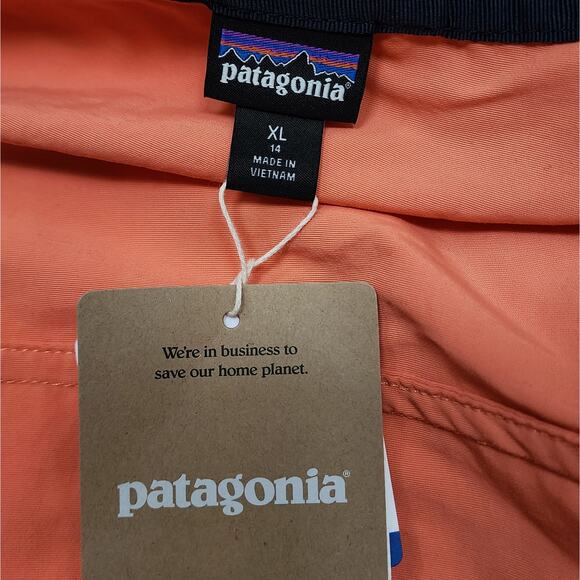 patagonia®
XL
14
MADE IN
VIETNAM
We're in business to
save our home planet.
patagonia®